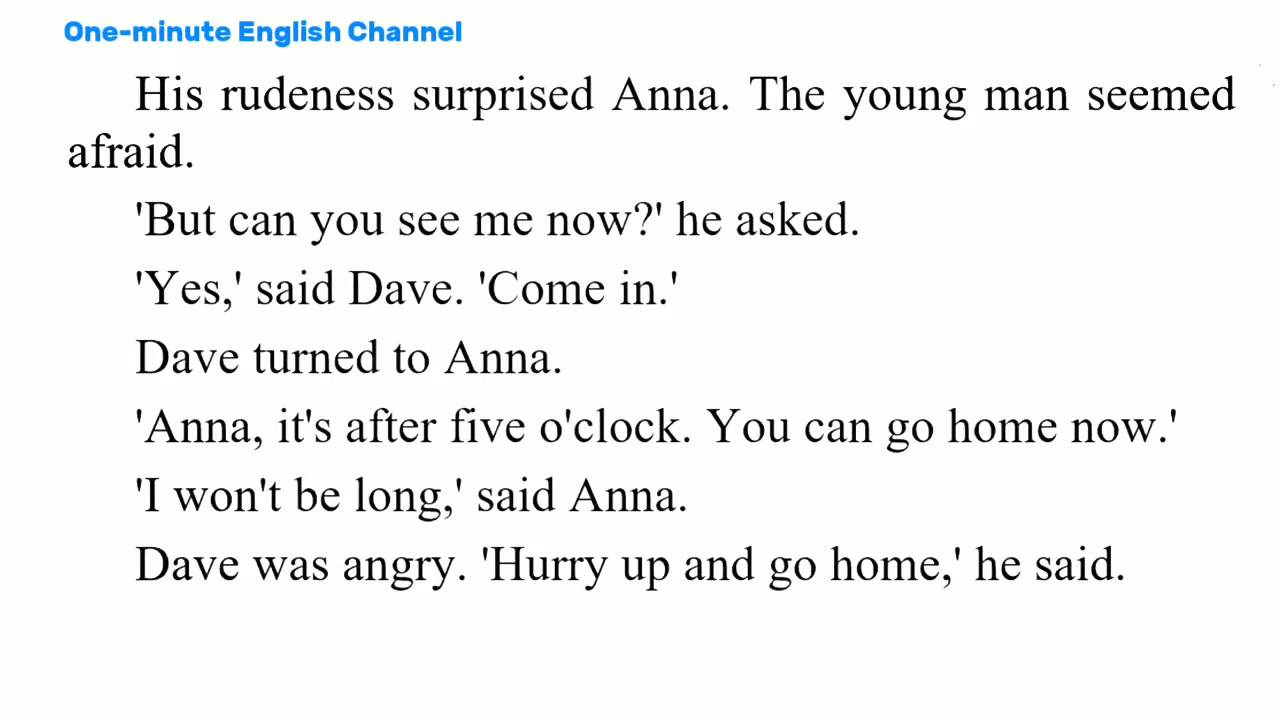 One-minute English Channel
His rudeness surprised Anna. The young man seemed
afraid.
'But can you see me now?' he asked.
'Yes,' said Dave. 'Come in.'
Dave turned to Anna.
'Anna, it's after five o'clock. You can go home now.'
'I won't be long,' said Anna.
Dave was angry. 'Hurry up and go home,' he said.